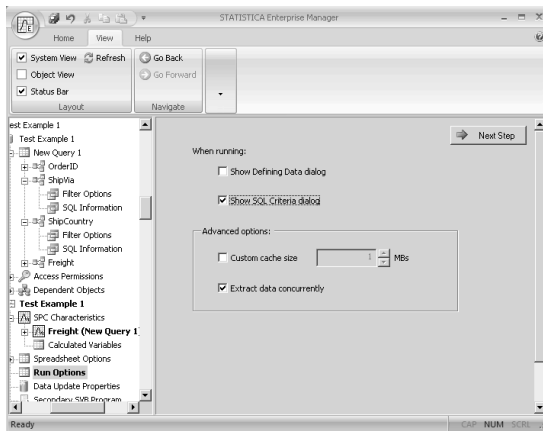 STATISTICA Enterprise Manager
Home View Help
System View Refresh
Object View
Status Bar
Layout
Go Back
Go Forward
Navigate
est Example 1
Test Example 1
New Query 1
OrderID
ShipVia
Filter Options
SQL Information
ShipCountry
Filter Options
SQL Information
Freight
Access Permissions
Dependent Objects
Test Example 1
SPC Characteristics
Freight (New Query 1
Calculated Variables
Spreadsheet Options
Run Options
Data Update Properties
Secondary SVB Program
Next Step
When running:
Show Defining Data dialog
Show SQL Criteria dialog
Advanced options:
Custom cache size 1 MBs
Extract data concurrently
Ready
CAP NUM SCRL